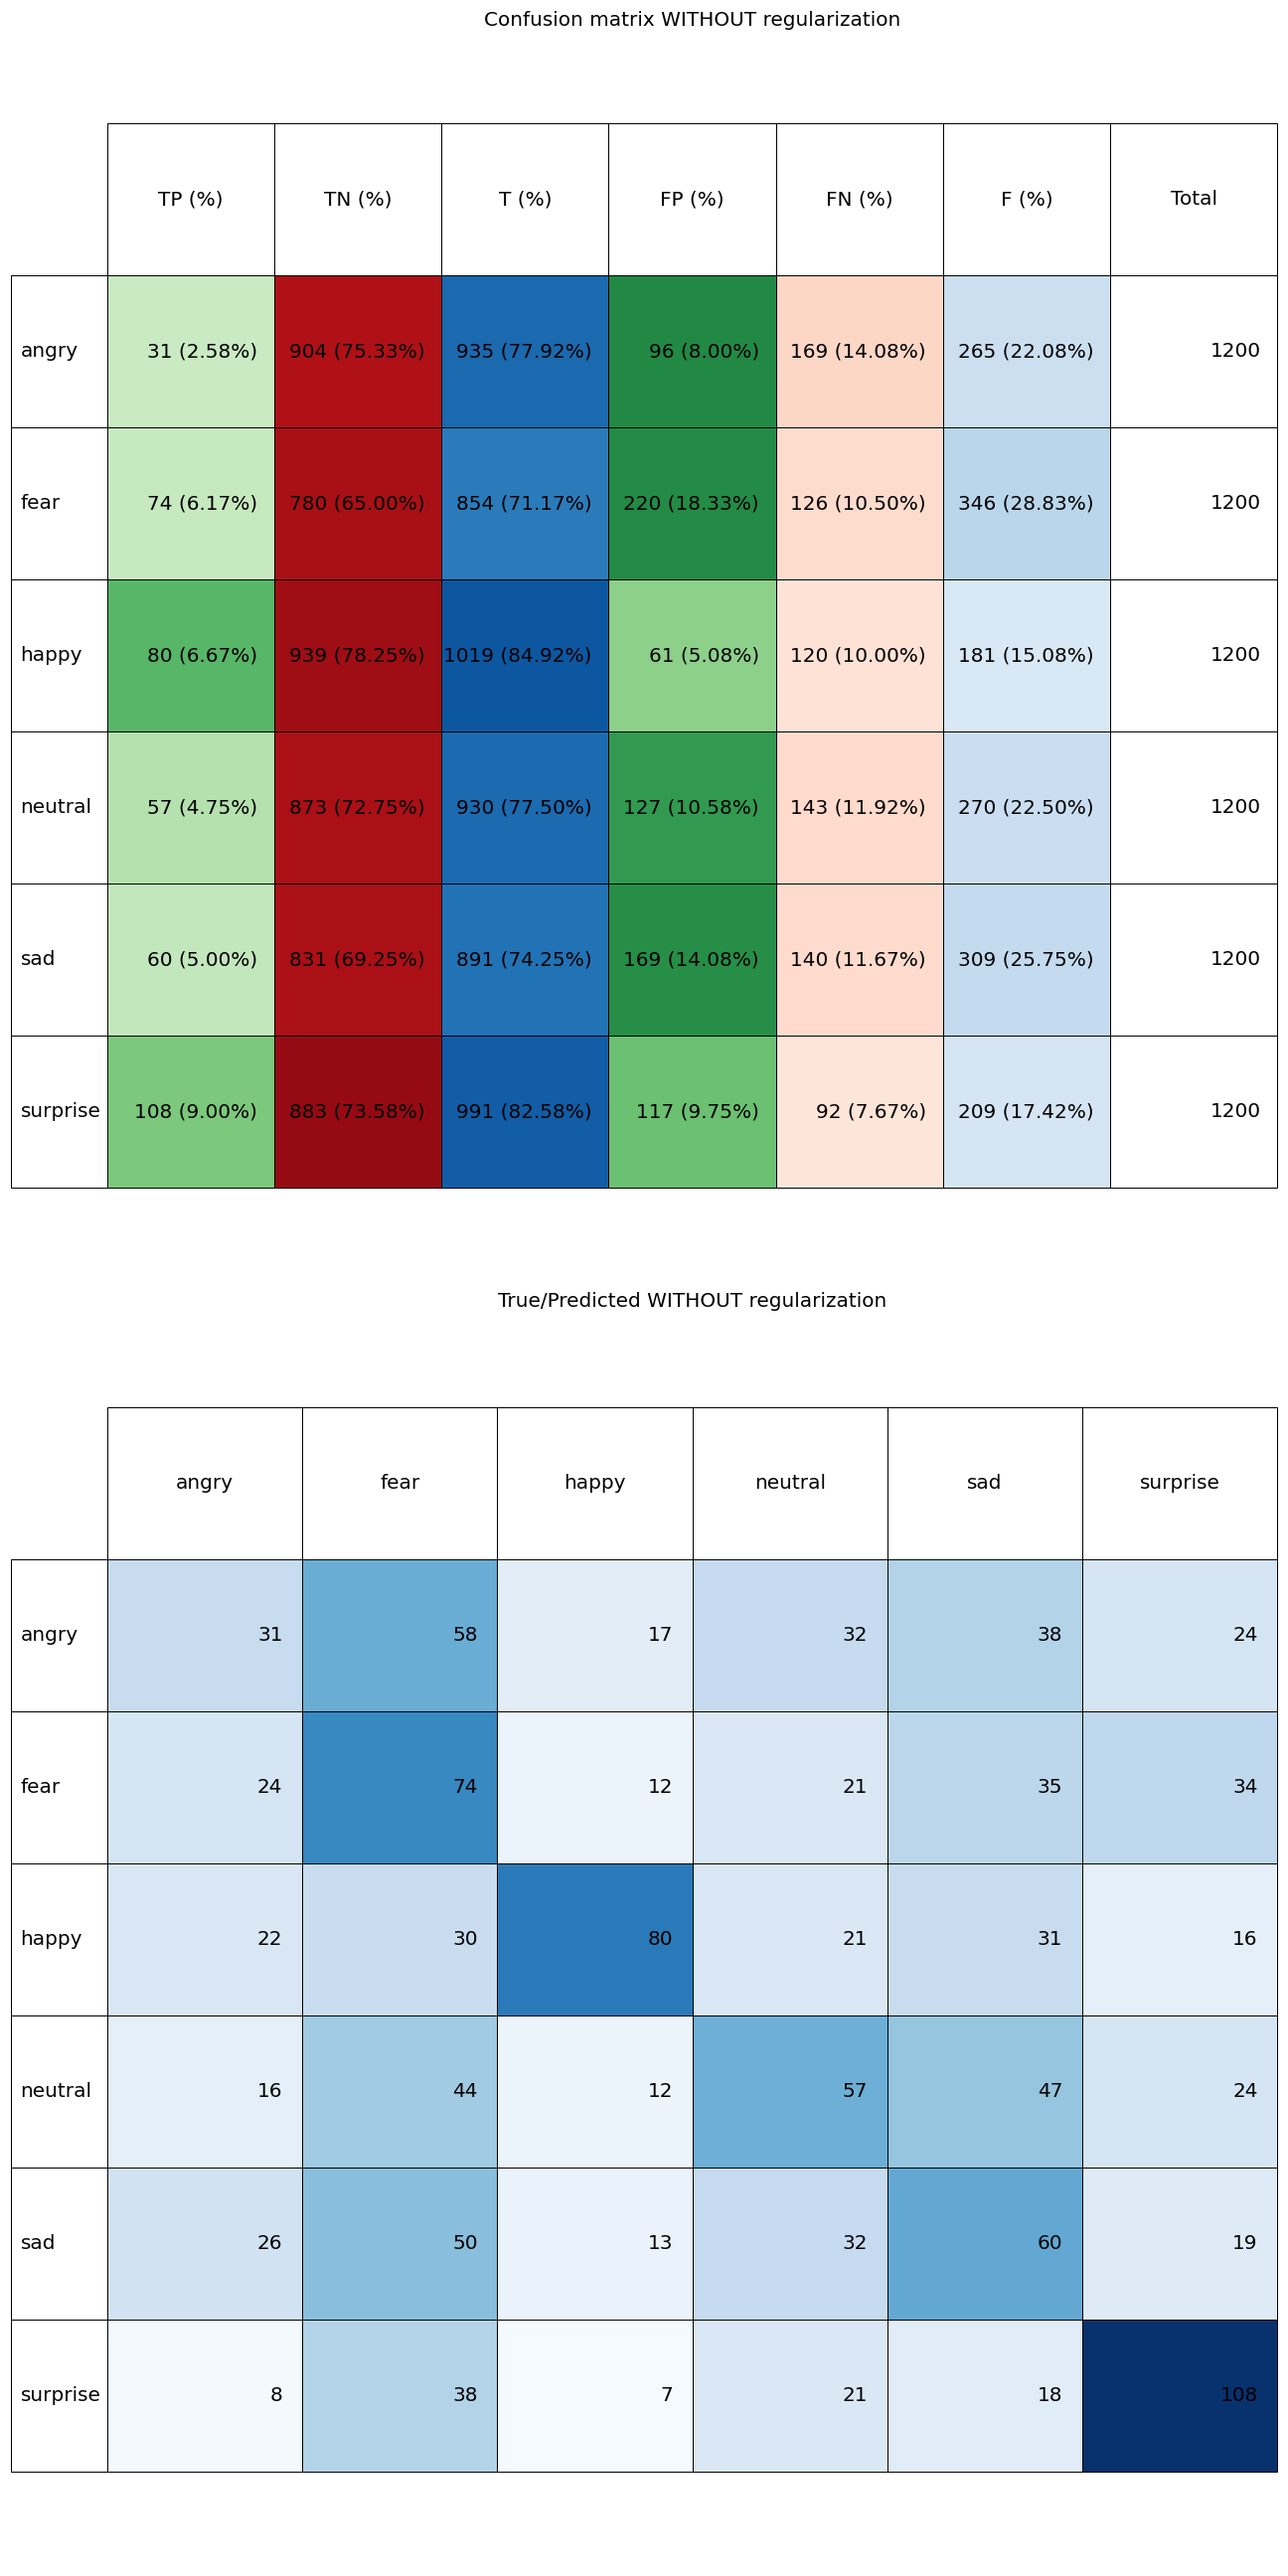 Confusion matrix WITHOUT regularization
TP (%) TN (%) T (%) FP (%) FN (%) F (%) Total
angry 31 (2.58%) 904 (75.33%) 935 (77.92%) 96 (8.00%) 169 (14.08%) 265 (22.08%) 1200
fear 74 (6.17%) 780 (65.00%) 854 (71.17%) 220 (18.33%) 126 (10.50%) 346 (28.83%) 1200
happy 80 (6.67%) 939 (78.25%) 1019 (84.92%) 61 (5.08%) 120 (10.00%) 181 (15.08%) 1200
neutral 57 (4.75%) 873 (72.75%) 930 (77.50%) 127 (10.58%) 143 (11.92%) 270 (22.50%) 1200
sad 60 (5.00%) 831 (69.25%) 891 (74.25%) 169 (14.08%) 140 (11.67%) 309 (25.75%) 1200
surprise 108 (9.00%) 883 (73.58%) 991 (82.58%) 117 (9.75%) 92 (7.67%) 209 (17.42%) 1200
True/Predicted WITHOUT regularization
angry fear happy neutral sad surprise
angry 31 58 17 32 38 24
fear 24 74 12 21 35 34
happy 22 30 80 21 31 16
neutral 16 44 12 57 47 24
sad 26 50 13 32 60 19
surprise 8 38 7 21 18 108